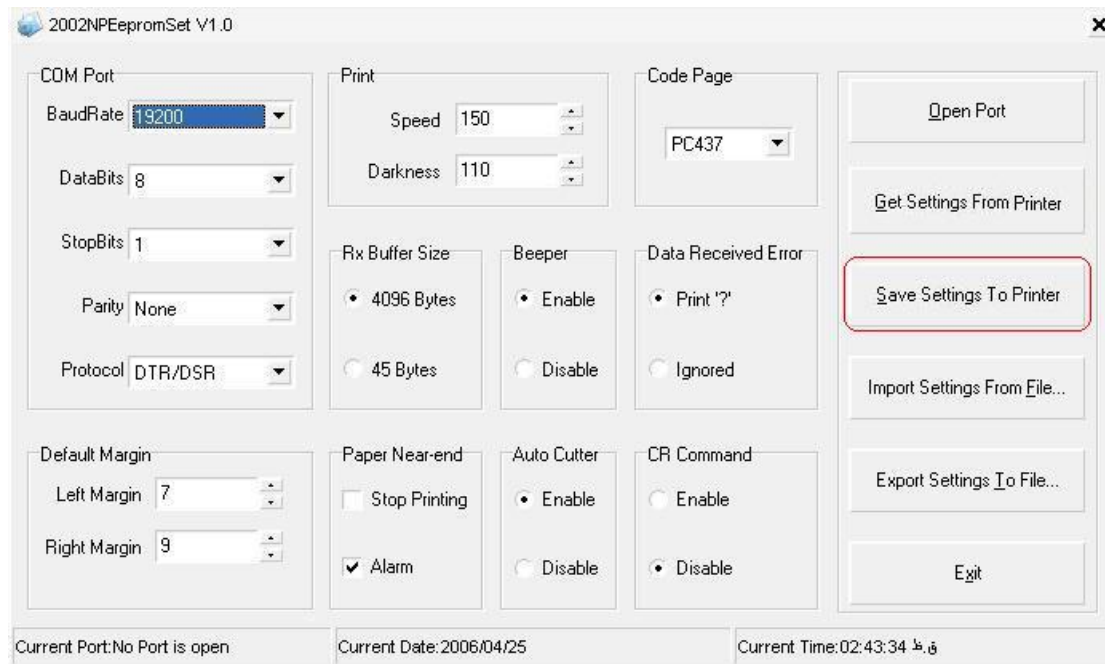 2002NPEepromSet V1.0
COM Port
BaudRate 19200
DataBits 8
StopBits 1
Parity None
Protocol DTR/DSR
Print
Speed 150
Darkness 110
Code Page
PC437
Rx Buffer Size
4096 Bytes
45 Bytes
Beeper
Enable
Disable
Data Received Error
Print '?'
Ignored
Default Margin
Left Margin 7
Right Margin 9
Paper Near-end
Stop Printing
Alarm
Auto Cutter
Enable
Disable
CR Command
Enable
Disable
Open Port
Get Settings From Printer
Save Settings To Printer
Import Settings From File...
Export Settings To File...
Exit
Current Port:No Port is open
Current Date:2006/04/25
Current Time:02:43:34 ق.ظ